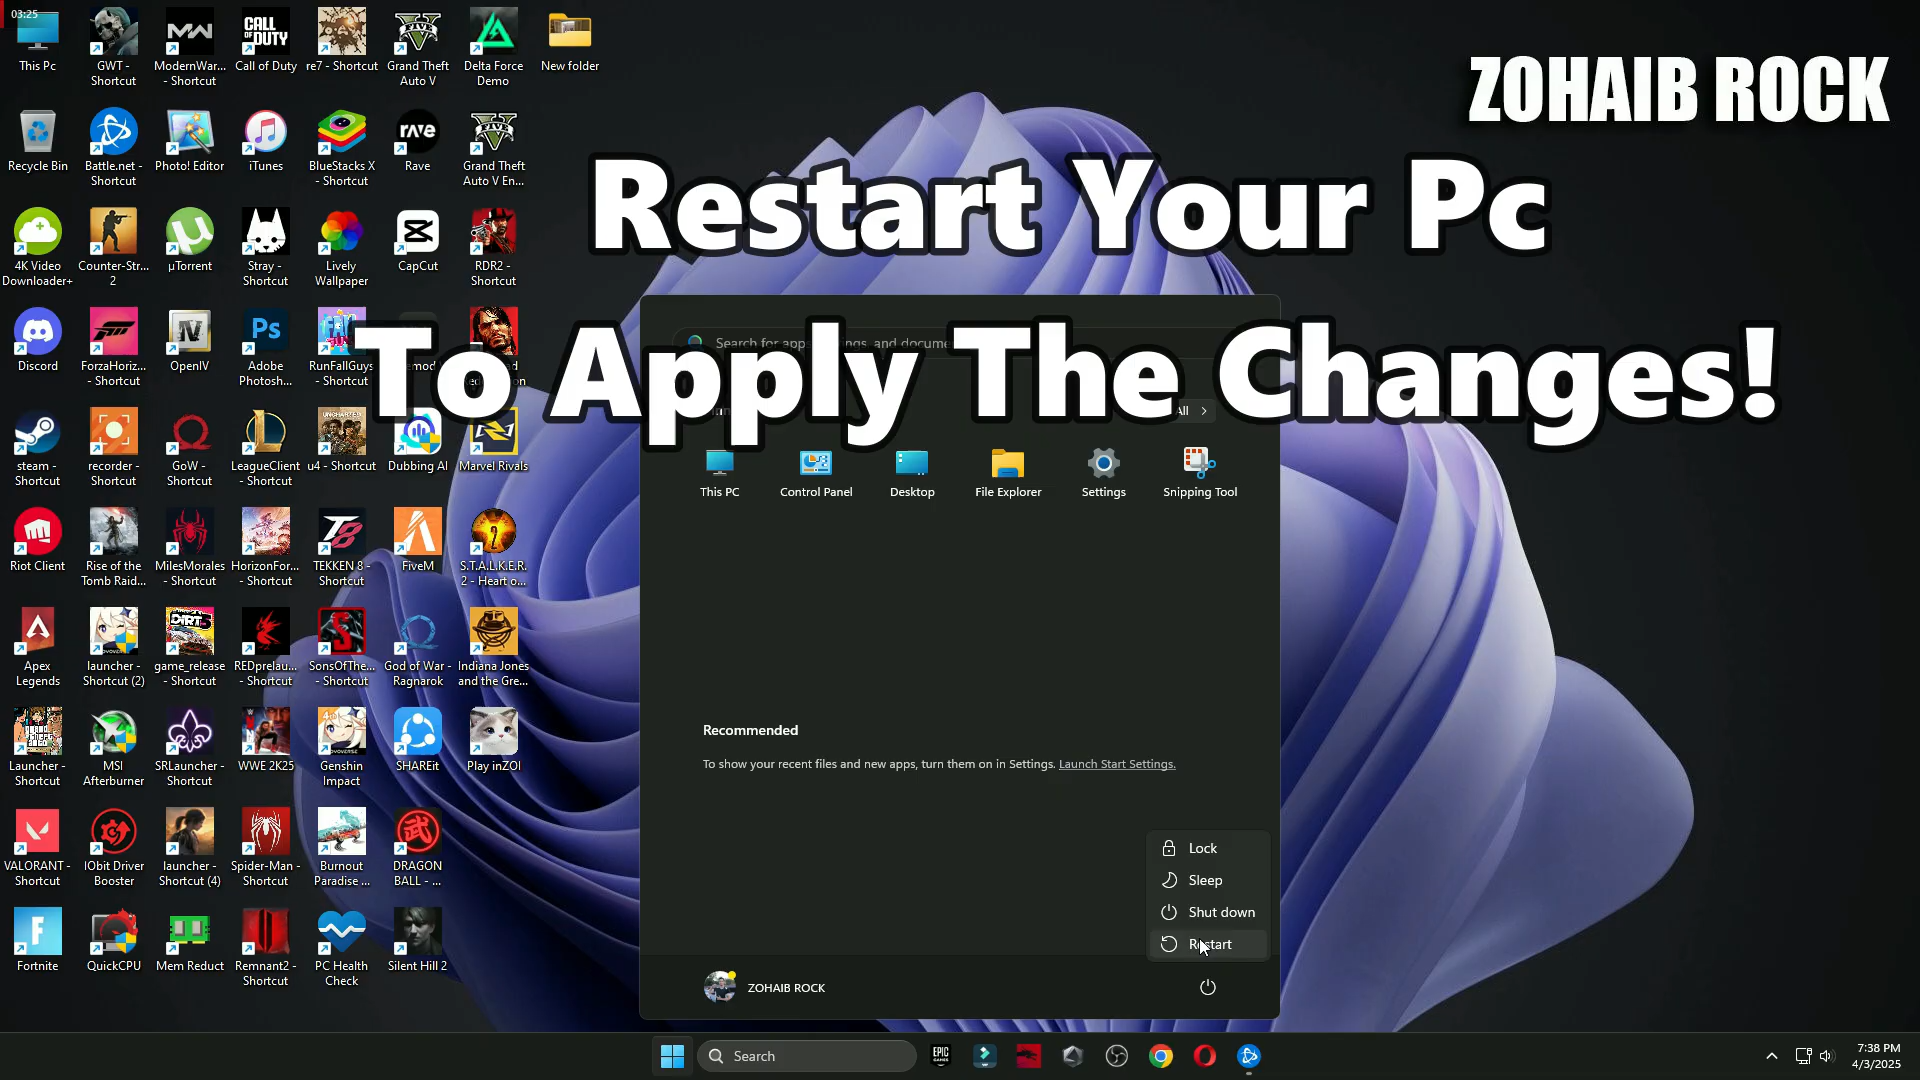 03:25
ZOHAIB ROCK
Restart Your Pc
To Apply The Changes!
This Pc
GWT - Shortcut
ModernWar... - Shortcut
Call of Duty
re7 - Shortcut
Grand Theft Auto V
Delta Force Demo
New folder
Recycle Bin
Battle.net - Shortcut
Photo! Editor
iTunes
BlueStacks X - Shortcut
Rave
Grand Theft Auto V En...
4K Video Downloader+
Counter-Str... 2
µTorrent
Stray - Shortcut
Lively Wallpaper
CapCut
RDR2 - Shortcut
Discord
ForzaHoriz... - Shortcut
OpenIV
Adobe Photosh...
RunFallGuys - Shortcut
steam - Shortcut
recorder - Shortcut
GoW - Shortcut
LeagueClient - Shortcut
u4 - Shortcut
Dubbing AI
Marvel Rivals
Riot Client
Rise of the Tomb Raid...
MilesMorales - Shortcut
HorizonFor... - Shortcut
TEKKEN 8 - Shortcut
FiveM
S.T.A.L.K.E.R. 2 - Heart o...
Apex Legends
launcher - Shortcut (2)
game_release - Shortcut
REDprelau... - Shortcut
SonsOfThe... - Shortcut
God of War - Ragnarok
Indiana Jones and the Gre...
Launcher - Shortcut
MSI Afterburner
SRLauncher - Shortcut
WWE 2K25
Genshin Impact
SHAREit
Play inZOI
VALORANT - Shortcut
IObit Driver Booster
launcher - Shortcut (4)
Spider-Man - Shortcut
Burnout Paradise ...
DRAGON BALL - ...
Fortnite
QuickCPU
Mem Reduct
Remnant2 - Shortcut
PC Health Check
Silent Hill 2
Search for apps, settings, and docume
All
This PC
Control Panel
Desktop
File Explorer
Settings
Snipping Tool
Recommended
To show your recent files and new apps, turn them on in Settings. Launch Start Settings.
Lock
Sleep
Shut down
Restart
ZOHAIB ROCK
Search
7:38 PM
4/3/2025